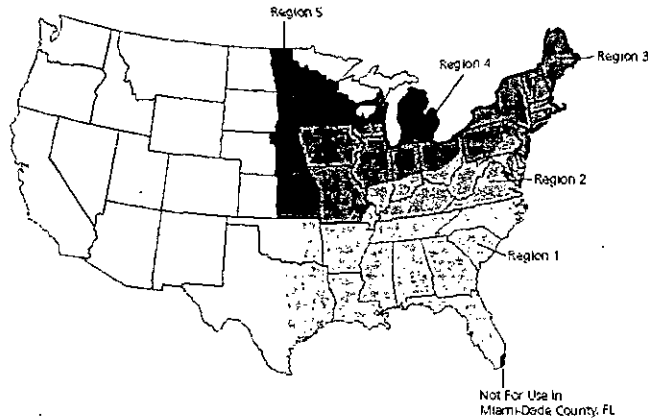 Region 5
Region 4
Region 3
Region 2
Region 1
Not For Use In
Miami-Dade County, FL